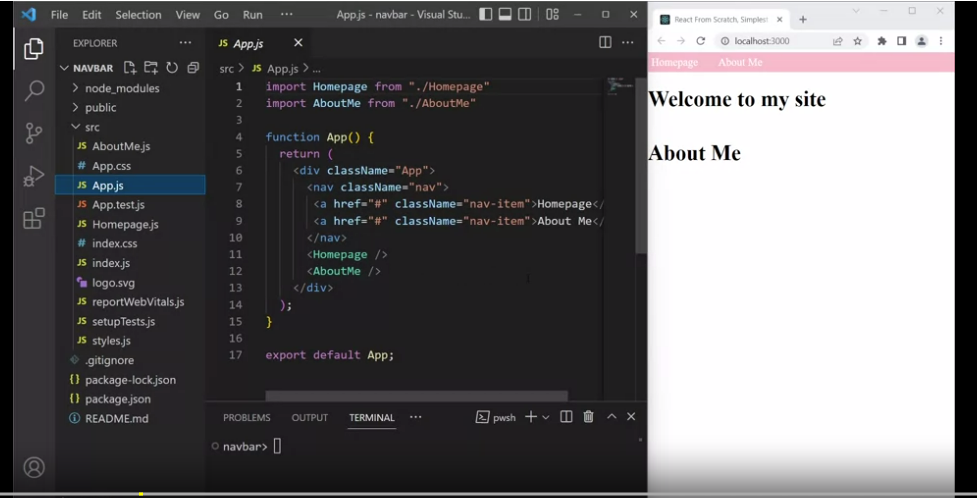 File Edit Selection View Go Run ··· App.js - navbar - Visual Stu...
EXPLORER ···
NAVBAR
node_modules
public
src
JS AboutMe.js
# App.css
JS App.js
JS App.test.js
JS Homepage.js
# index.css
JS index.js
logo.svg
JS reportWebVitals.js
JS setupTests.js
JS styles.js
.gitignore
{} package-lock.json
{} package.json
README.md
JS App.js ×
src > JS App.js > ...
1 import Homepage from "./Homepage"
2 import AboutMe from "./AboutMe"
3
4 function App() {
5 return (
6 <div className="App">
7 <nav className="nav">
8 <a href="#" className="nav-item">Homepage</
9 <a href="#" className="nav-item">About Me</
10 </nav>
11 <Homepage />
12 <AboutMe />
13 </div>
14 );
15 }
16
17 export default App;
PROBLEMS OUTPUT TERMINAL ··· pwsh
navbar>
React From Scratch, Simplest
localhost:3000
Homepage About Me
Welcome to my site
About Me